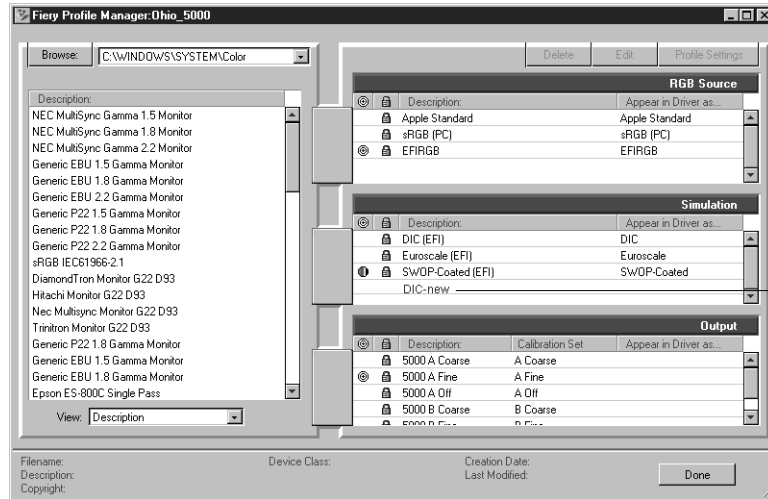 Fiery Profile Manager:Ohio_5000
Browse: C:\WINDOWS\SYSTEM\Color
Description:
NEC MultiSync Gamma 1.5 Monitor
NEC MultiSync Gamma 1.8 Monitor
NEC MultiSync Gamma 2.2 Monitor
Generic EBU 1.5 Gamma Monitor
Generic EBU 1.8 Gamma Monitor
Generic EBU 2.2 Gamma Monitor
Generic P22 1.5 Gamma Monitor
Generic P22 1.8 Gamma Monitor
Generic P22 2.2 Gamma Monitor
sRGB IEC61966-2.1
DiamondTron Monitor G22 D93
Hitachi Monitor G22 D93
Nec Multisync Monitor G22 D93
Trinitron Monitor G22 D93
Generic P22 1.8 Gamma Monitor
Generic EBU 1.5 Gamma Monitor
Generic EBU 1.8 Gamma Monitor
Epson ES-800C Single Pass
View: Description
Delete Edit Profile Settings
RGB Source
Description: Appear in Driver as...
Apple Standard Apple Standard
sRGB (PC) sRGB (PC)
EFIRGB EFIRGB
Simulation
Description: Appear in Driver as...
DIC (EFI) DIC
Euroscale (EFI) Euroscale
SWOP-Coated (EFI) SWOP-Coated
DIC-new
Output
Description: Calibration Set Appear in Driver as...
5000 A Coarse A Coarse
5000 A Fine A Fine
5000 A Off A Off
5000 B Coarse B Coarse
5000 B Fine B Fine
Filename: Device Class: Creation Date:
Description: Last Modified:
Copyright:
Done